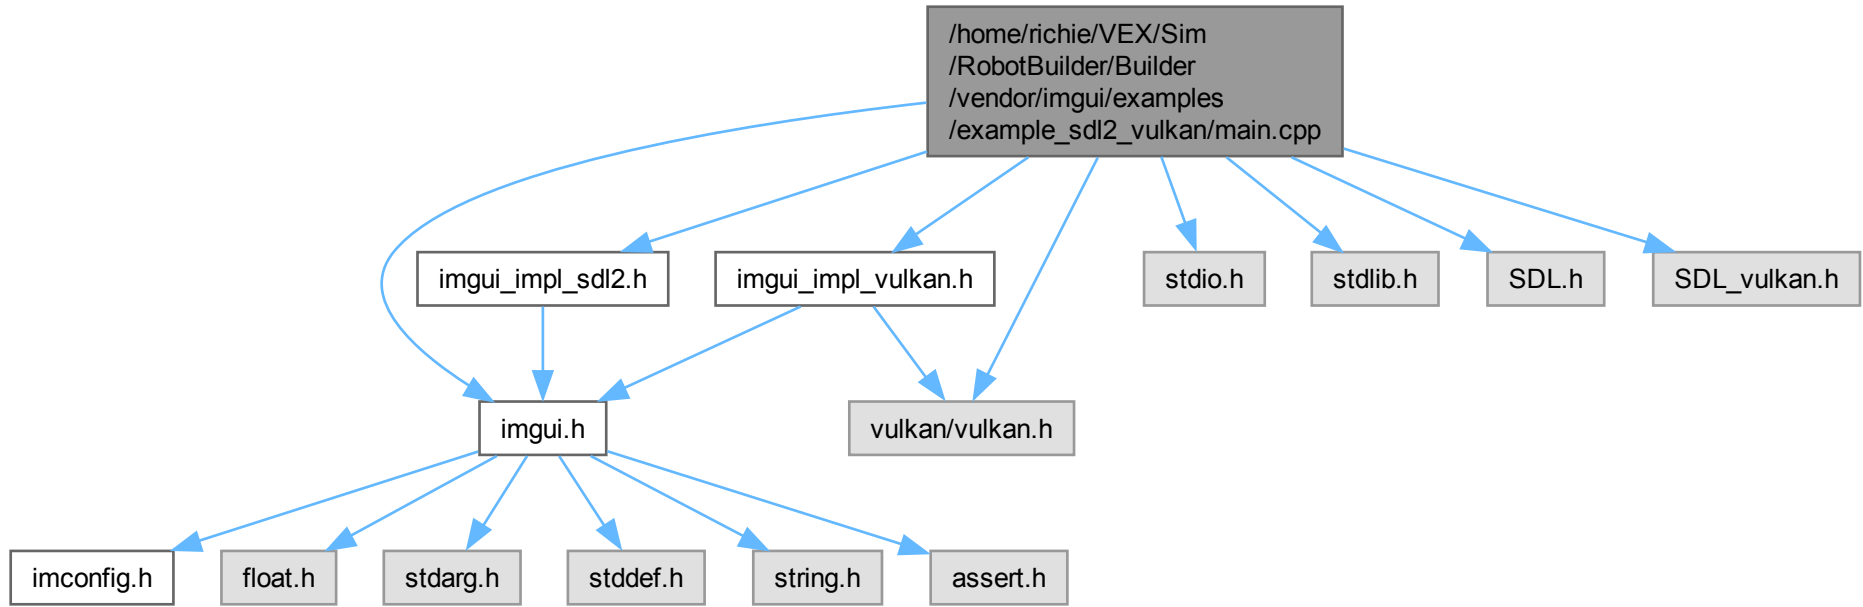 /home/richie/VEX/Sim
/RobotBuilder/Builder
/vendor/imgui/examples
/example_sdl2_vulkan/main.cpp
imgui_impl_sdl2.h
imgui_impl_vulkan.h
stdio.h
stdlib.h
SDL.h
SDL_vulkan.h
imgui.h
vulkan/vulkan.h
imconfig.h
float.h
stdarg.h
stddef.h
string.h
assert.h